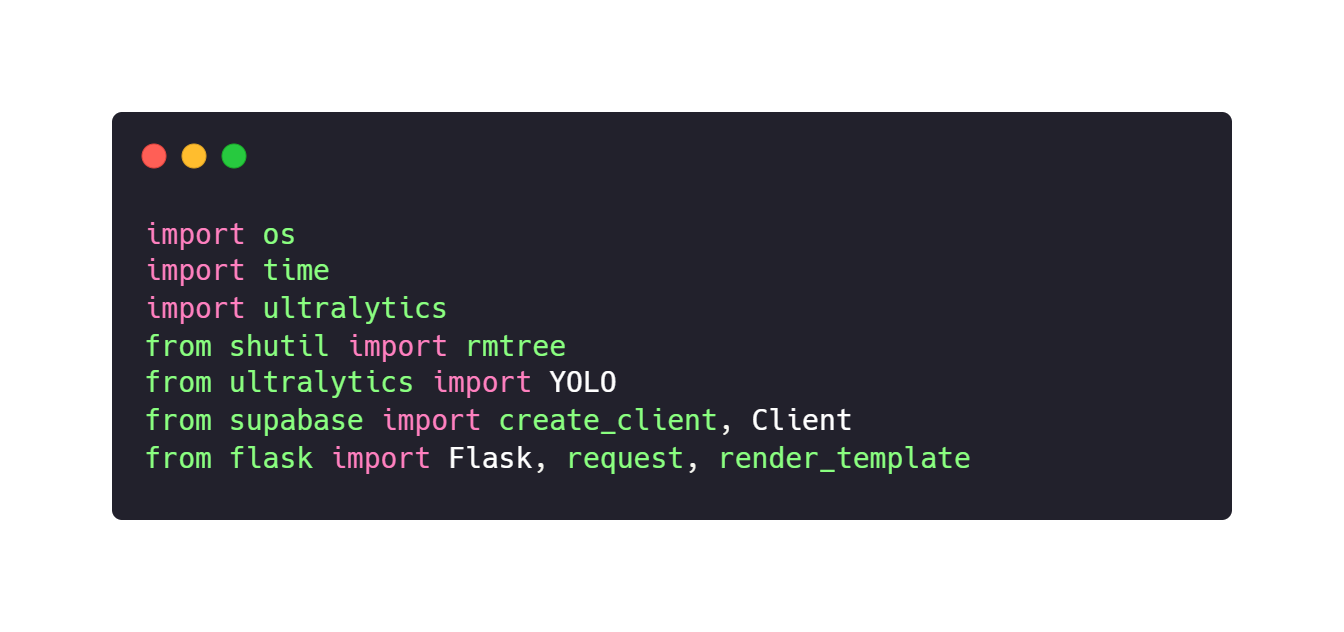 import os
import time
import ultralytics
from shutil import rmtree
from ultralytics import YOLO
from supabase import create_client, Client
from flask import Flask, request, render_template